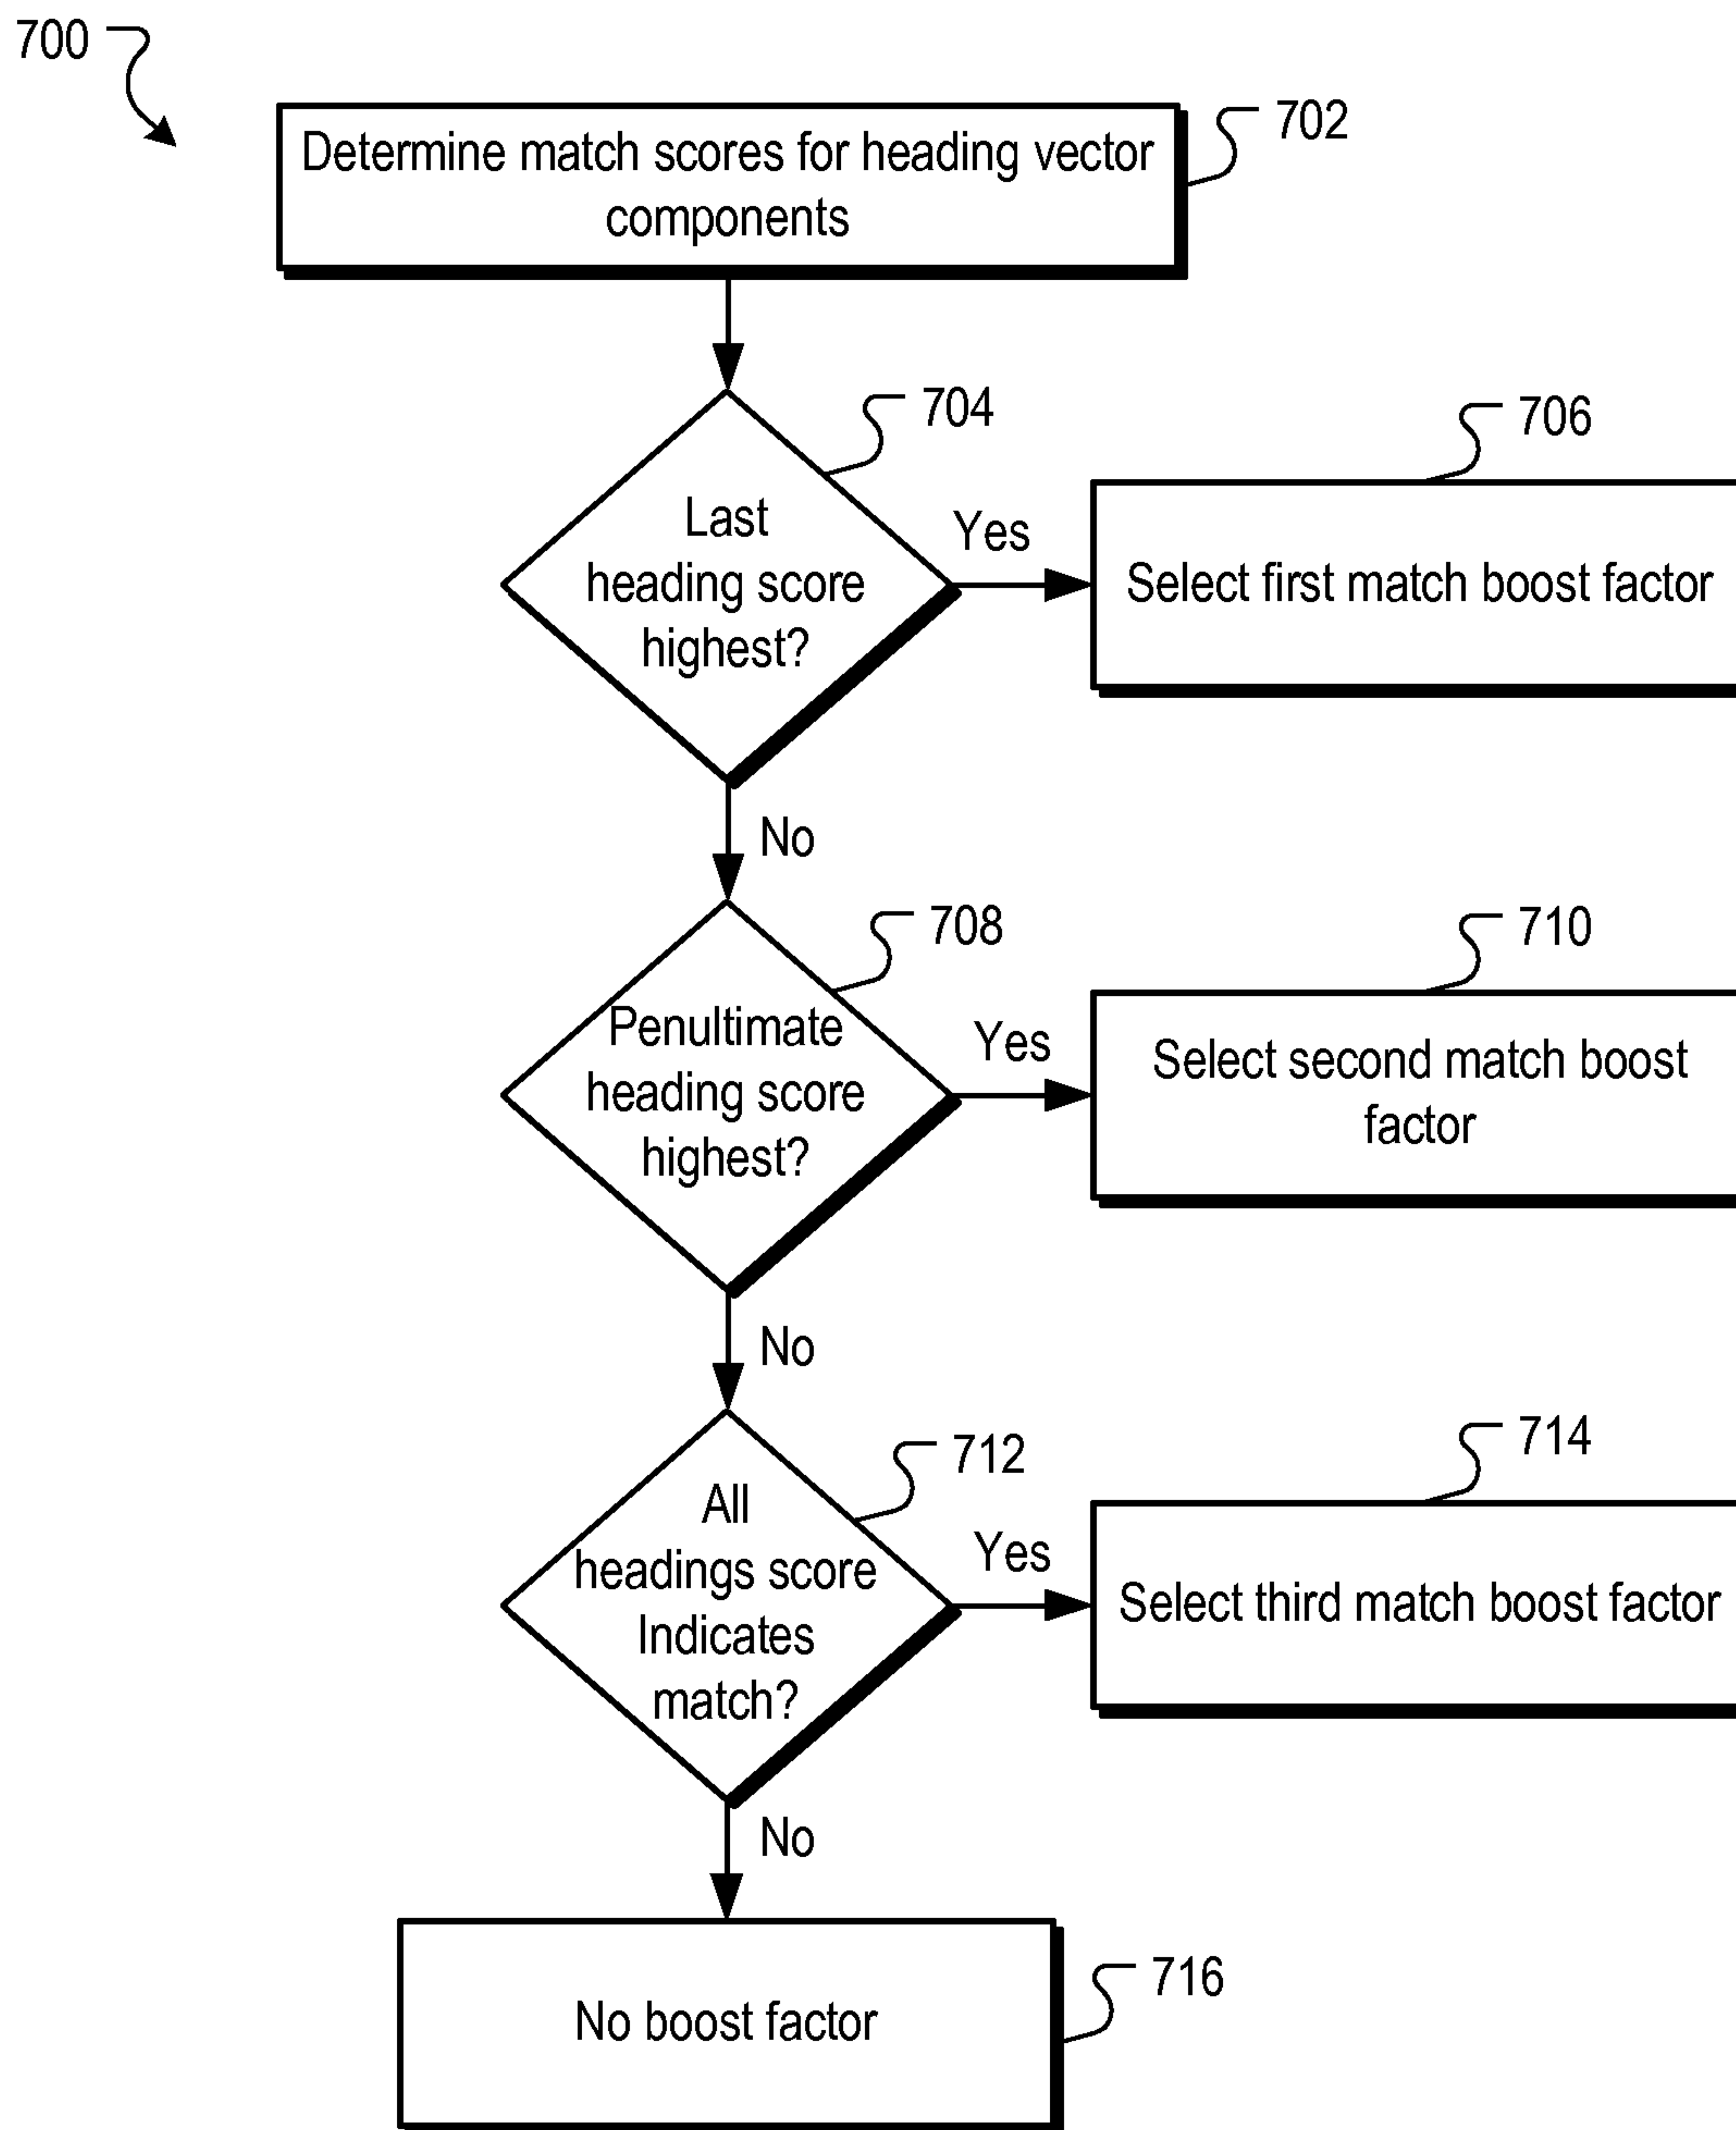 700
702
Determine match scores for heading vector
components
704
706
Last
heading score
highest?
Yes
Select first match boost factor
No
708
710
Penultimate
heading score
highest?
Yes
Select second match boost
factor
No
712
714
All
headings score
Indicates
match?
Yes
Select third match boost factor
No
716
No boost factor